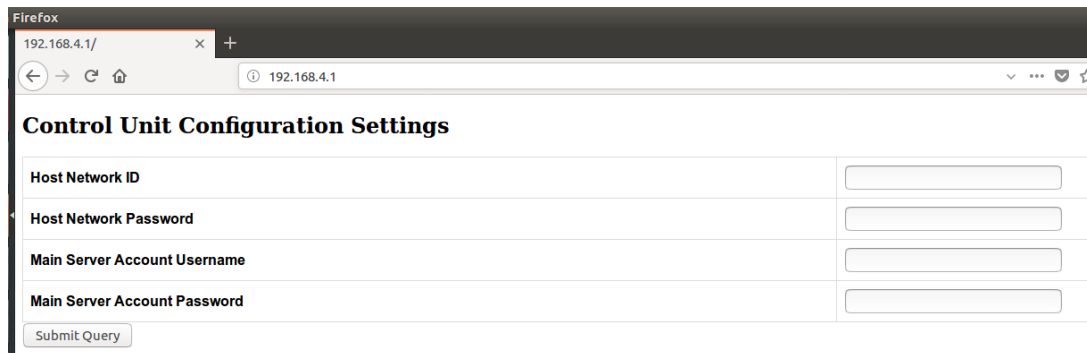 Firefox
192.168.4.1/
192.168.4.1
Control Unit Configuration Settings
Host Network ID
Host Network Password
Main Server Account Username
Main Server Account Password
Submit Query